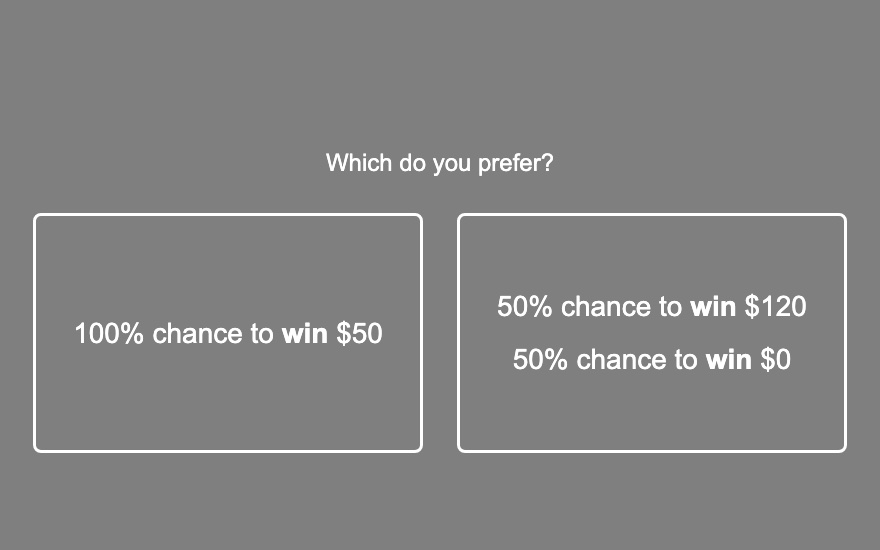 Which do you prefer?
100% chance to win $50
50% chance to win $120
50% chance to win $0